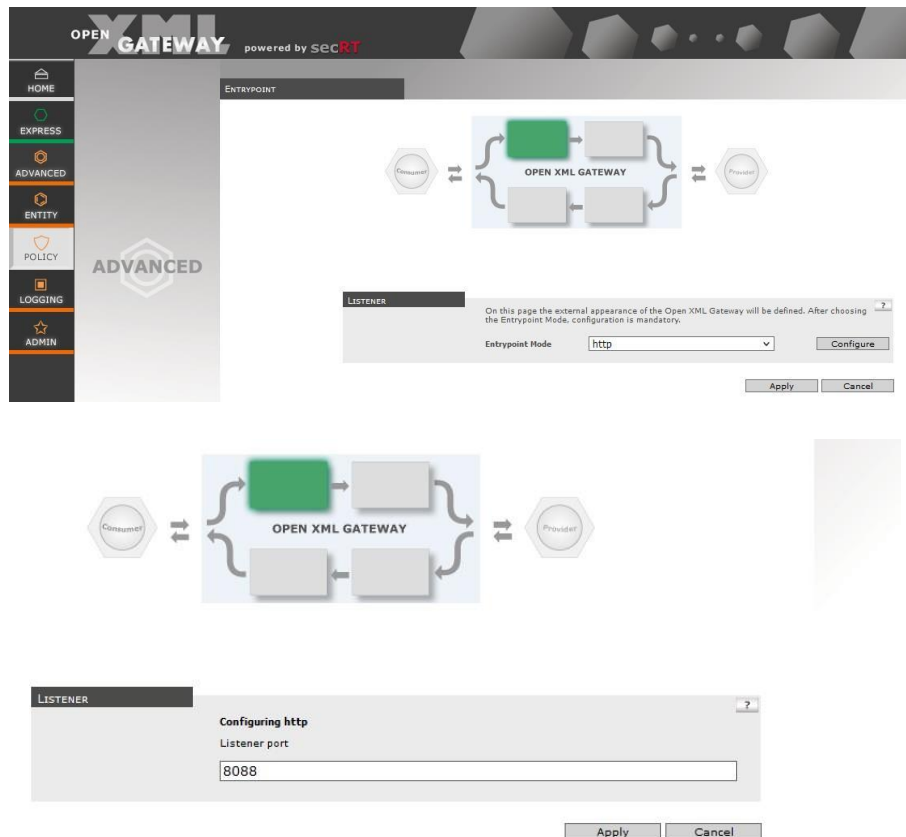 OPEN XML GATEWAY powered by secRT
HOME
EXPRESS
ADVANCED
ENTITY
POLICY
LOGGING
ADMIN
ADVANCED
ENTRYPOINT
Consumer
OPEN XML GATEWAY
Provider
LISTENER
?
On this page the external appearance of the Open XML Gateway will be defined. After choosing
the Entrypoint Mode, configuration is mandatory.
Entrypoint Mode http Configure
Apply Cancel
Consumer
OPEN XML GATEWAY
Provider
LISTENER
?
Configuring http
Listener port
8088
Apply Cancel